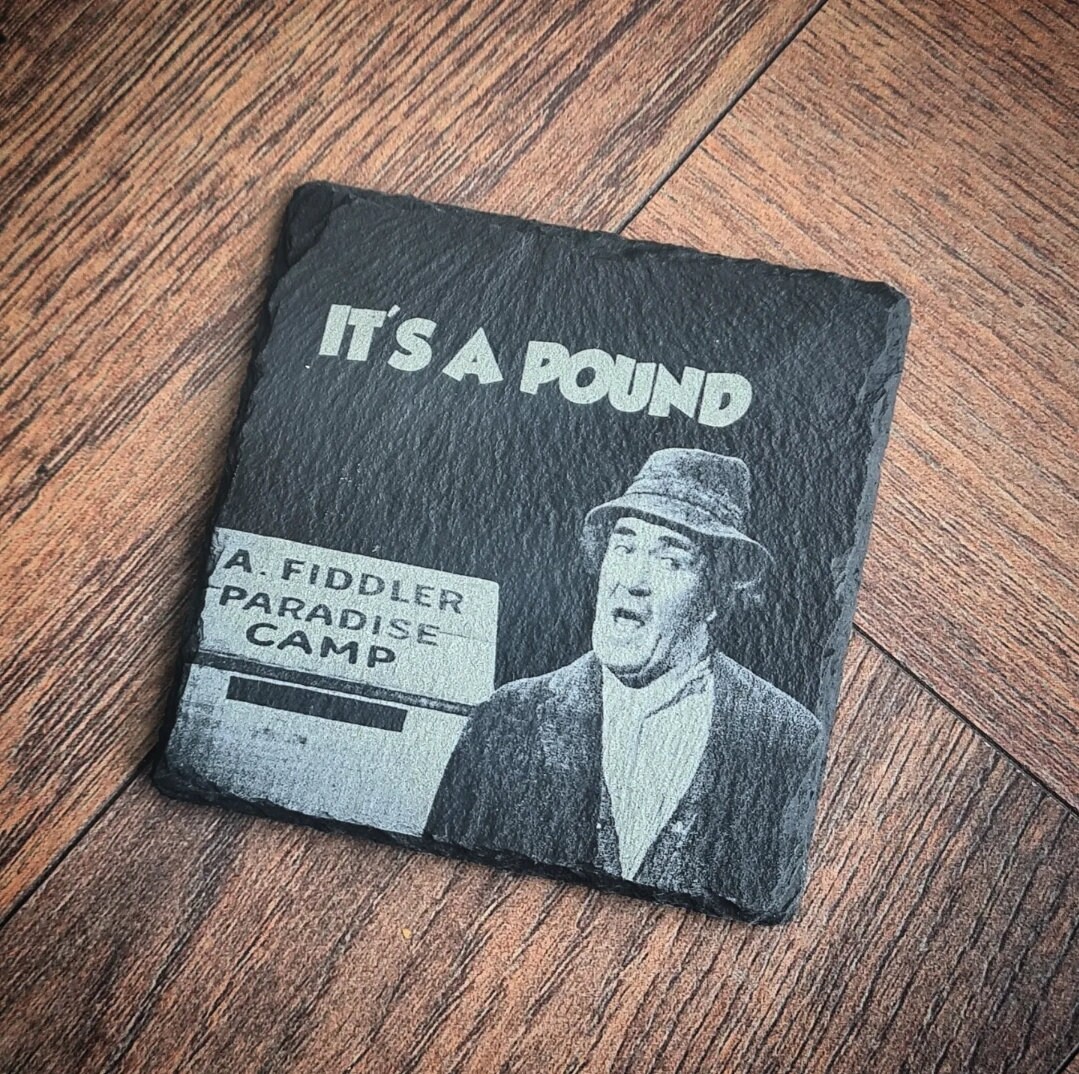 IT'S A POUND
A. FIDDLER
PARADISE
CAMP